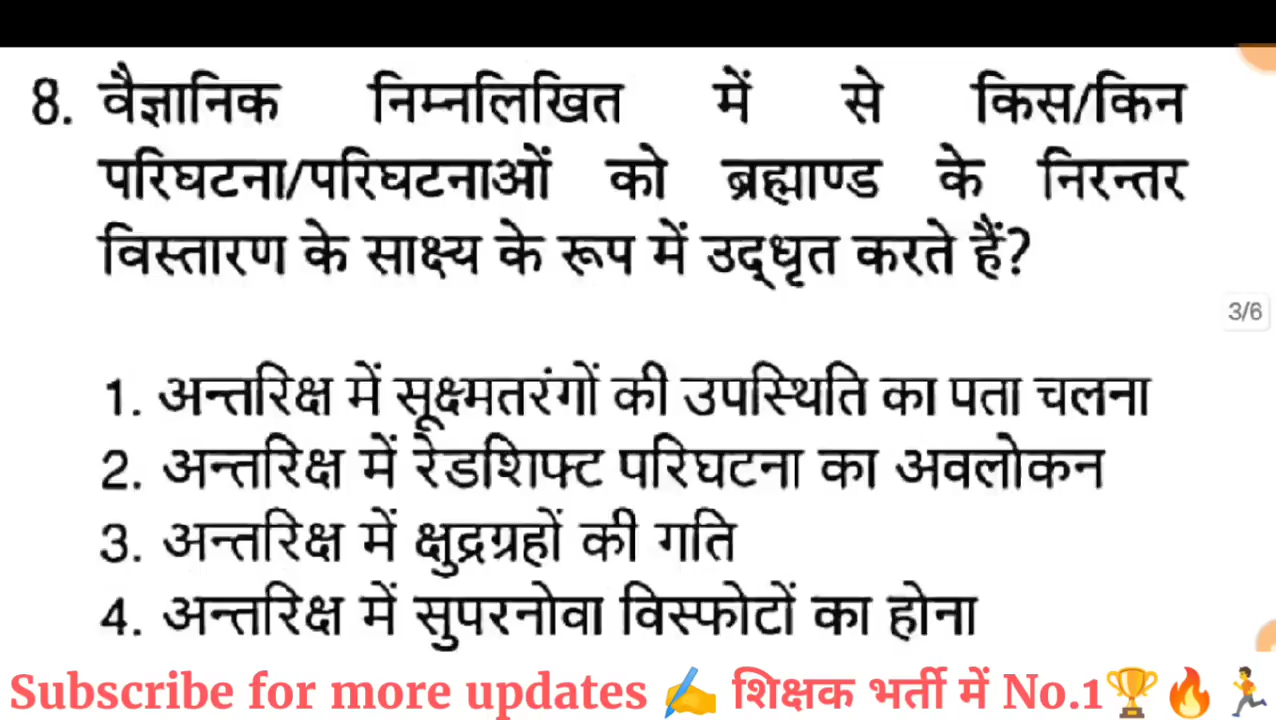 8. वैज्ञानिक निम्नलिखित में से किस/किन
परिघटना/परिघटनाओं को ब्रह्माण्ड के निरन्तर
विस्तारण के साक्ष्य के रूप में उद्धृत करते हैं?
3/6
1. अन्तरिक्ष में सूक्ष्मतरंगों की उपस्थिति का पता चलना
2. अन्तरिक्ष में रेडशिफ्ट परिघटना का अवलोकन
3. अन्तरिक्ष में क्षुद्रग्रहों की गति
4. अन्तरिक्ष में सुपरनोवा विस्फोटों का होना
Subscribe for more updates ✍️ शिक्षक भर्ती में No.1🏆🔥🏃